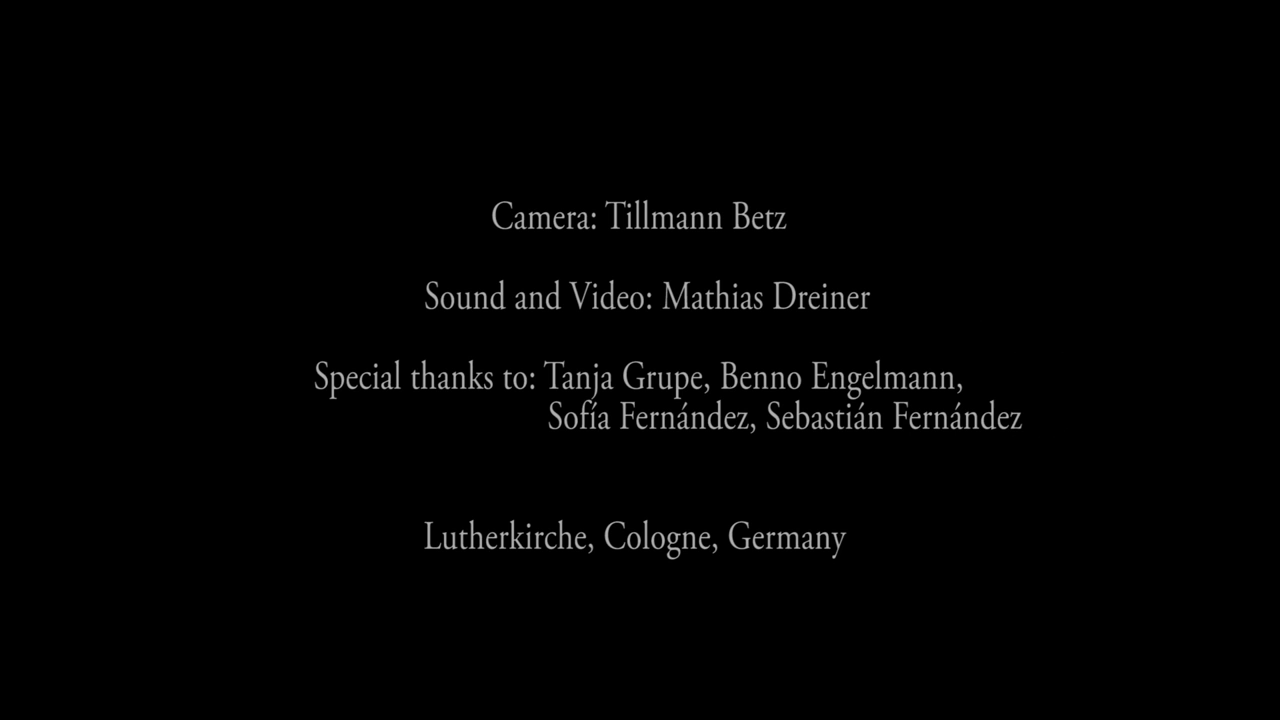 Camera: Tillmann Betz
Sound and Video: Mathias Dreiner
Special thanks to: Tanja Grupe, Benno Engelmann,
Sofía Fernández, Sebastián Fernández
Lutherkirche, Cologne, Germany